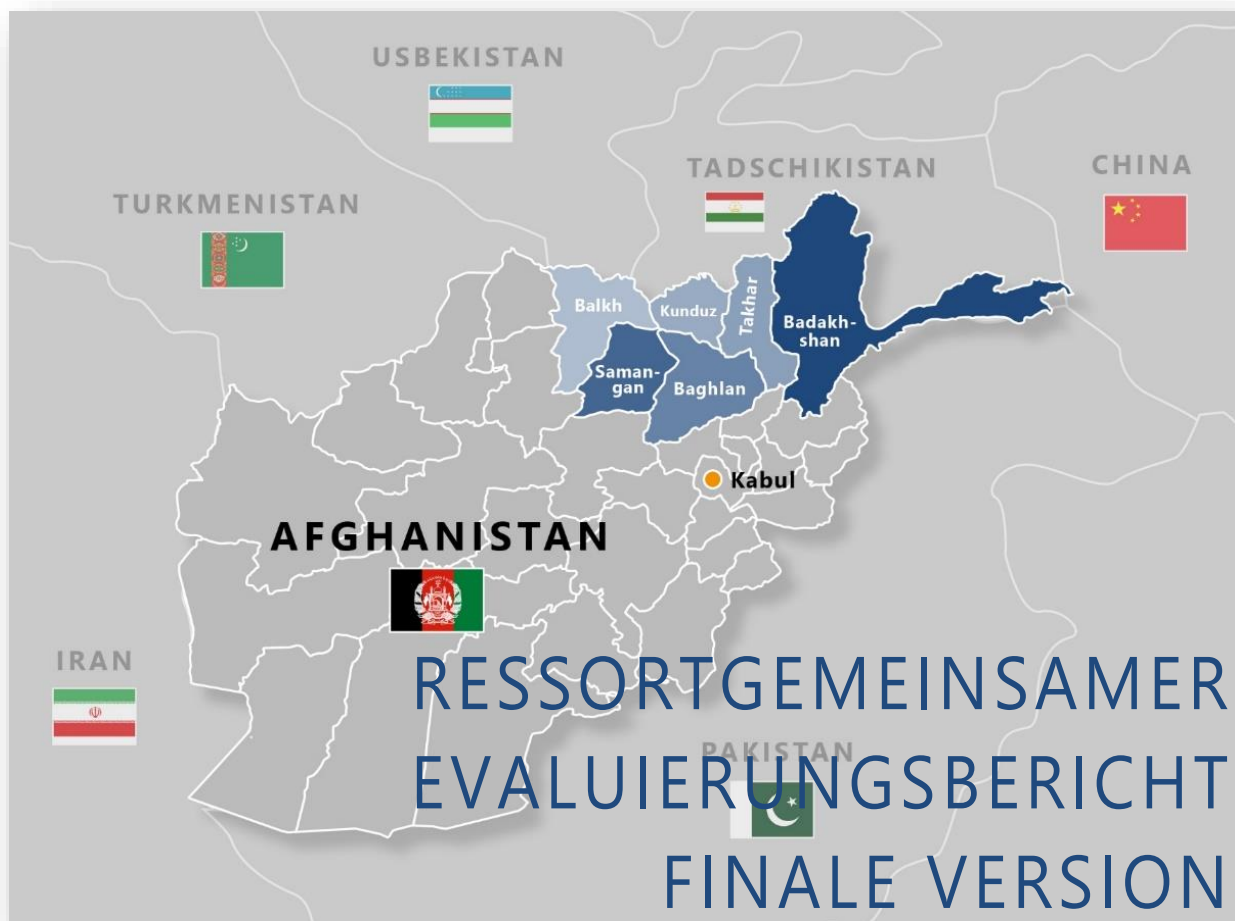 USBEKISTAN
TADSCHIKISTAN
CHINA
TURKMENISTAN
Balkh
Kunduz
Takhar
Badakh-
shan
Saman-
gan
Baghlan
Kabul
AFGHANISTAN
IRAN
RESSORTGEMEINSAMER
PAKISTAN
EVALUIERUNGSBERICHT
FINALE VERSION